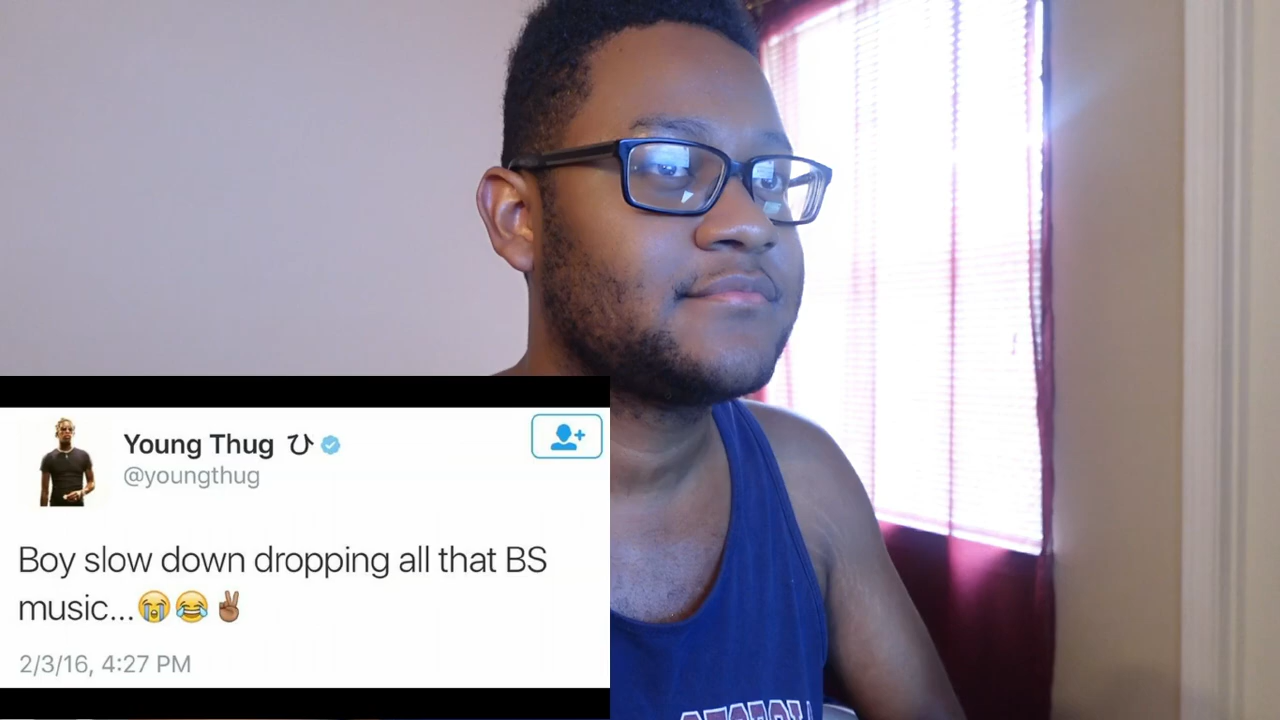 Young Thug ひ
@youngthug
Boy slow down dropping all that BS
music...😭😂✌🏾
2/3/16, 4:27 PM